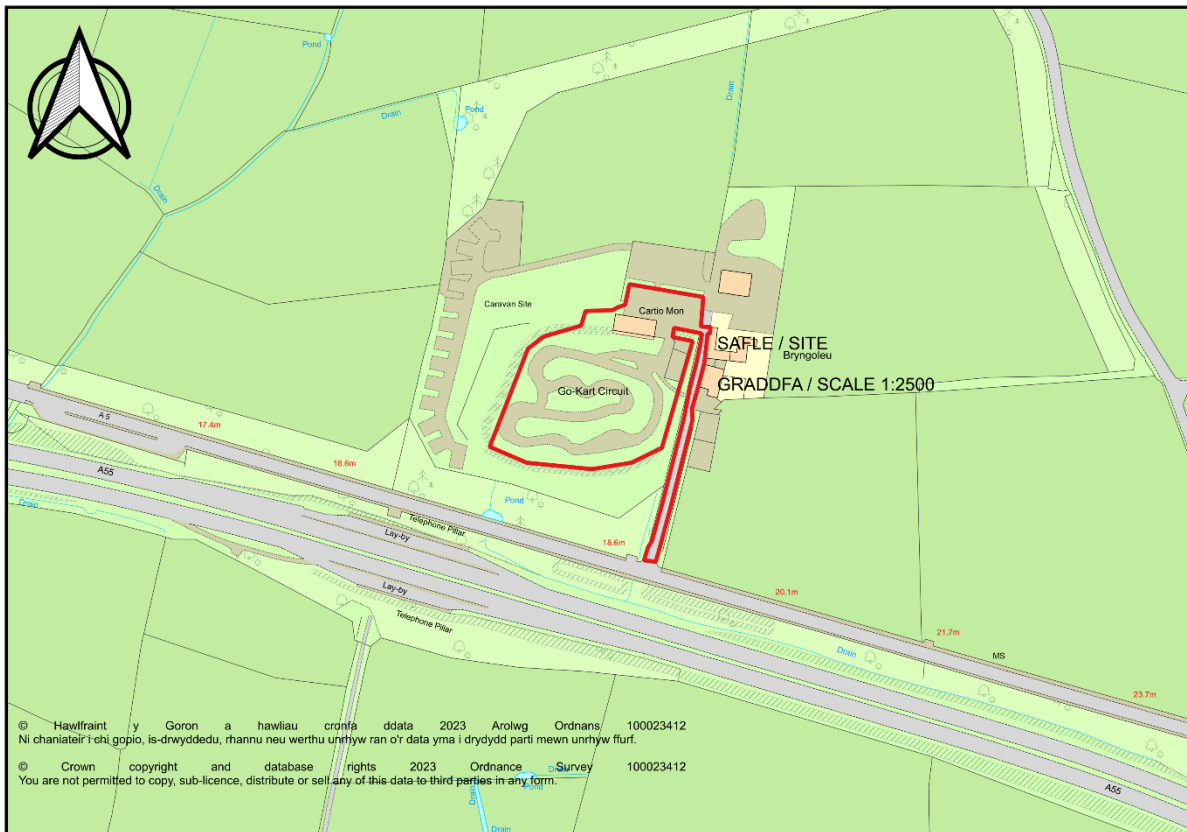 Pond
Drain
Pond
Drain
Drain
Caravan Site
Cartio Mon
SAFLE / SITE
Bryngoleu
GRADDFA / SCALE 1:2500
Go-Kart Circuit
A 5
17.4m
18.6m
A55
Drain
Pond
Telephone Pillar
Lay-by
18.6m
Lay-by
Telephone Pillar
20.1m
21.7m
MS
Drain
23.7m
© Hawlfraint y Goron a hawliau cronfa ddata 2023 Arolwg Ordnans 100023412
Ni chaniateir i chi gopio, is-drwyddedu, rhannu neu werthu unrhyw ran o'r data yma i drydydd parti mewn unrhyw ffurf.
© Crown copyright and database rights 2023 Ordnance Survey 100023412
You are not permitted to copy, sub-licence, distribute or sell any of this data to third parties in any form.
Drain
Pond
Drain
Drain
A55